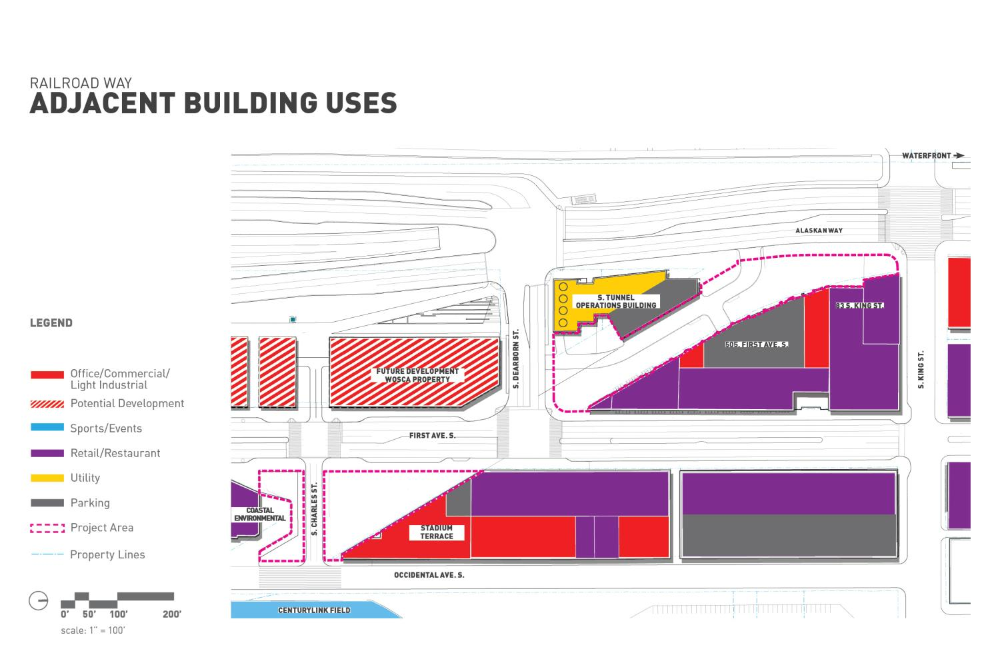 RAILROAD WAY
ADJACENT BUILDING USES
WATERFRONT
ALASKAN WAY
S. TUNNEL
OPERATIONS BUILDING
83 S. KING ST.
505. FIRST AVE. S.
S. DEARBORN ST.
S. KING ST.
FUTURE DEVELOPMENT
WOSCA PROPERTY
FIRST AVE. S.
S. CHARLES ST.
COASTAL
ENVIRONMENTAL
STADIUM
TERRACE
OCCIDENTAL AVE. S.
CENTURYLINK FIELD
LEGEND
Office/Commercial/
Light Industrial
Potential Development
Sports/Events
Retail/Restaurant
Utility
Parking
Project Area
Property Lines
0' 50' 100' 200'
scale: 1" = 100'